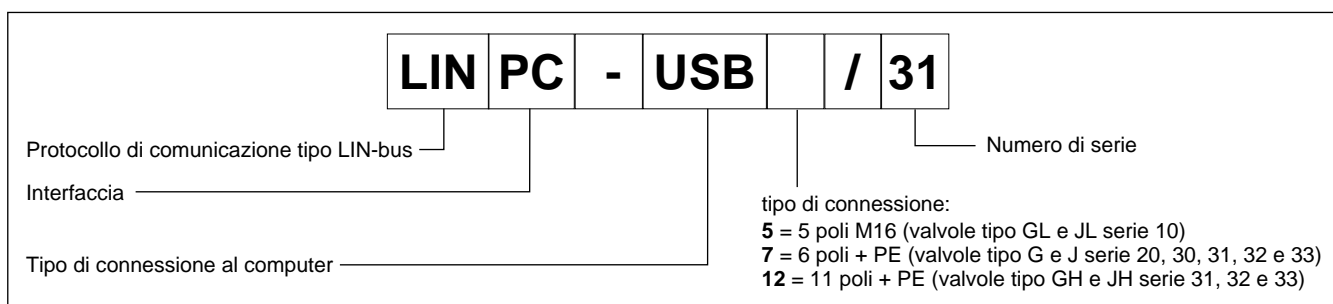 LIN PC - USB / 31
Protocollo di comunicazione tipo LIN-bus
Numero di serie
Interfaccia
tipo di connessione:
5 = 5 poli M16 (valvole tipo GL e JL serie 10)
7 = 6 poli + PE (valvole tipo G e J serie 20, 30, 31, 32 e 33)
Tipo di connessione al computer
12 = 11 poli + PE (valvole tipo GH e JH serie 31, 32 e 33)